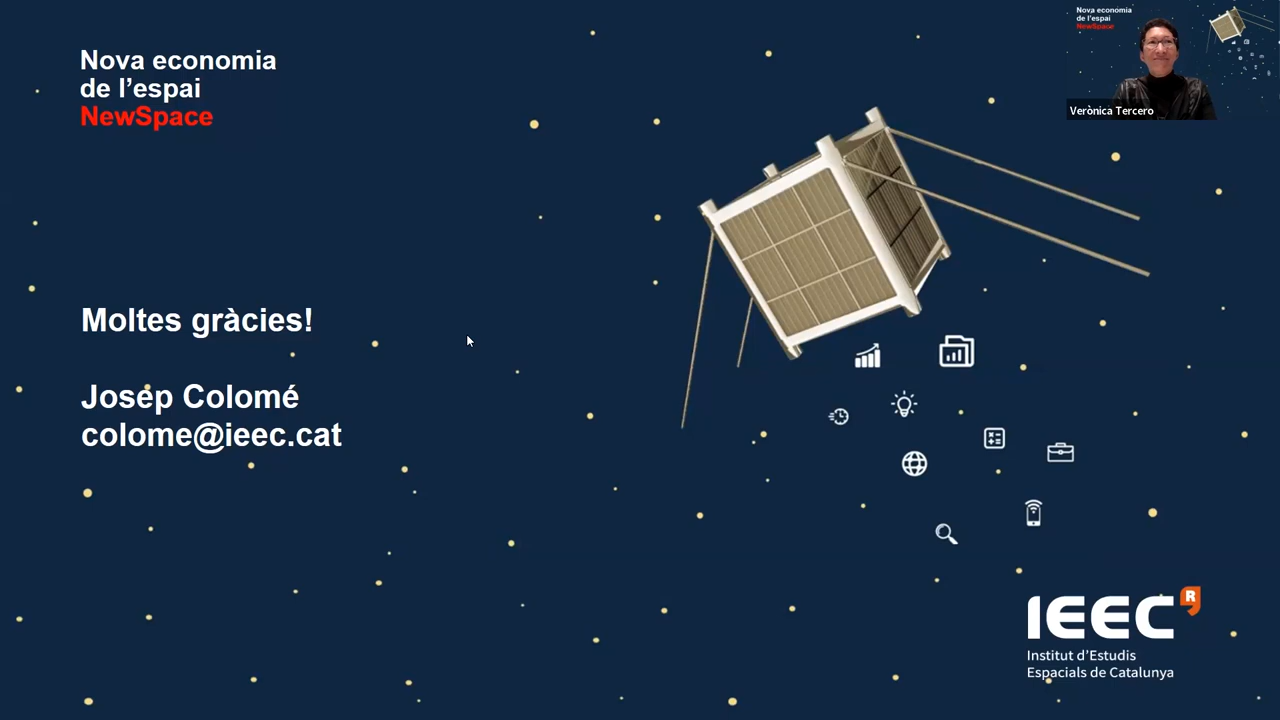 Nova economia
de l'espai
NewSpace
Nova economia
de l'espai
NewSpace
Verònica Tercero
Moltes gràcies!
Josep Colomé
colome@ieec.cat
IEEC R
Institut d'Estudis
Espacials de Catalunya